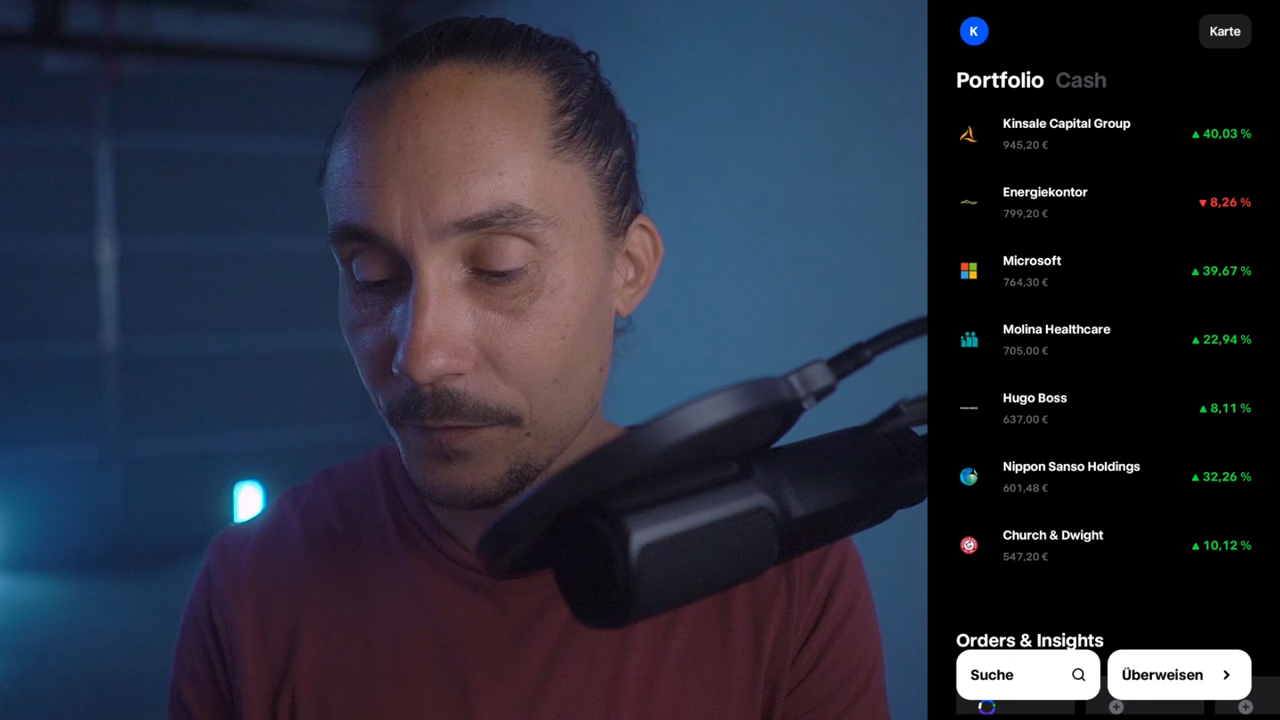 K
Karte
Portfolio Cash
Kinsale Capital Group
945,20 €
▲ 40,03 %
Energiekontor
799,20 €
▼ 8,26 %
Microsoft
764,30 €
▲ 39,67 %
Molina Healthcare
705,00 €
▲ 22,94 %
Hugo Boss
637,00 €
▲ 8,11 %
Nippon Sanso Holdings
601,48 €
▲ 32,26 %
Church & Dwight
547,20 €
▲ 10,12 %
Orders & Insights
Suche
Überweisen